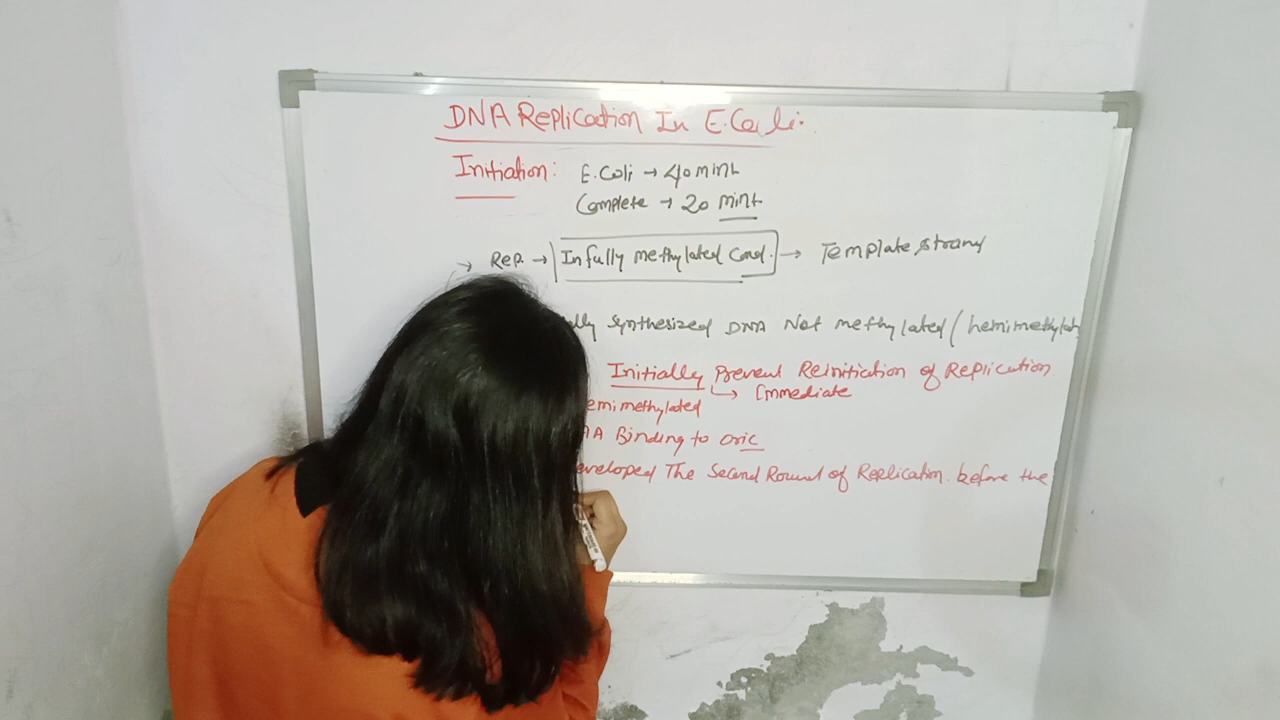 DNA Replication In E.Coli:
Initiation: E.Coli → 40 mint
Complete → 20 mint
→ Rep. → Infully methylated Cond. → Template strand
lly Synthesized DNA Not methylated (hemimethylat
Initially Prevent Reinitiation of Replication
↳ Immediate
emimethylated
A Binding to oric
eveloped The Second Round of Replication. before the